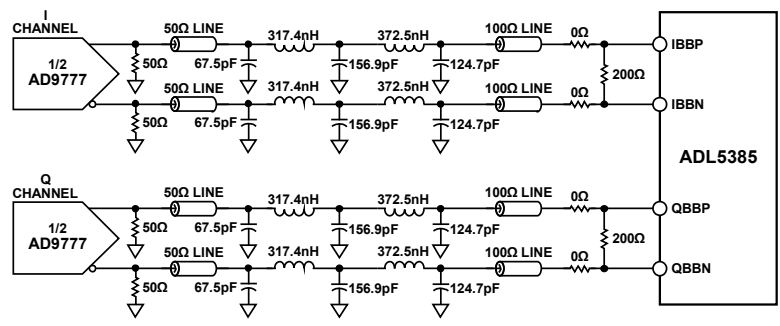 I
CHANNEL
1/2
AD9777
50Ω LINE
317.4nH
372.5nH
100Ω LINE
0Ω
50Ω
67.5pF
156.9pF
124.7pF
IBBP
200Ω
50Ω LINE
317.4nH
372.5nH
100Ω LINE
0Ω
IBBN
50Ω
67.5pF
156.9pF
124.7pF
ADL5385
Q
CHANNEL
1/2
AD9777
50Ω LINE
317.4nH
372.5nH
100Ω LINE
0Ω
50Ω
67.5pF
156.9pF
124.7pF
QBBP
200Ω
50Ω LINE
317.4nH
372.5nH
100Ω LINE
0Ω
QBBN
50Ω
67.5pF
156.9pF
124.7pF